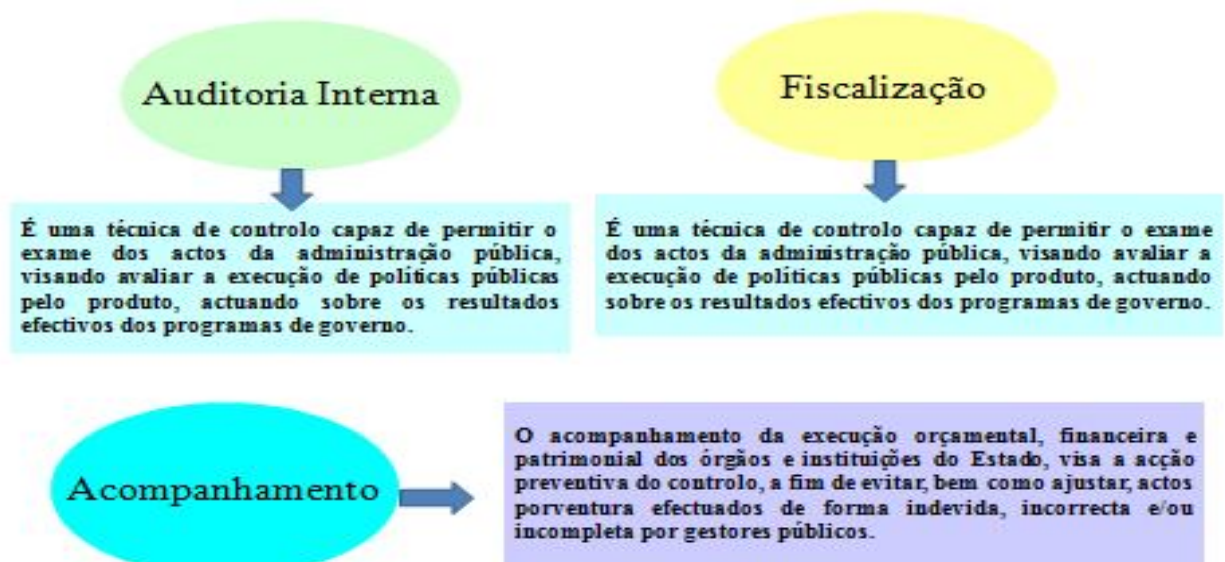 Auditoria Interna
É uma técnica de controlo capaz de permitir o
exame dos actos da administração pública,
visando avaliar a execução de políticas públicas
pelo produto, actuando sobre os resultados
efectivos dos programas de governo.
Fiscalização
É uma técnica de controlo capaz de permitir o exame
dos actos da administração pública, visando avaliar a
execução de políticas públicas pelo produto, actuando
sobre os resultados efectivos dos programas de governo.
Acompanhamento
O acompanhamento da execução orçamental, financeira e
patrimonial dos órgãos e instituições do Estado, visa a acção
preventiva do controlo, a fim de evitar, bem como ajustar, actos
porventura efectuados de forma indevida, incorrecta e/ou
incompleta por gestores públicos.